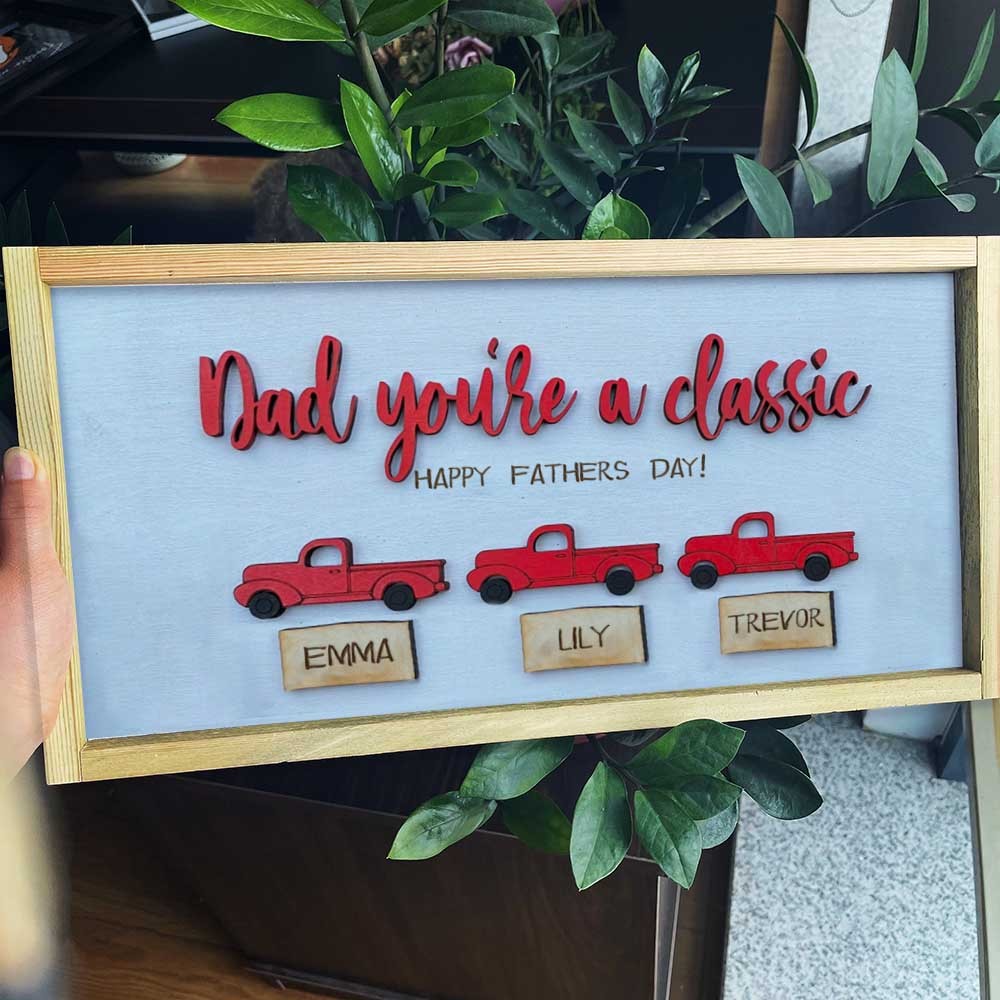 Dad you're a classic
HAPPY FATHERS DAY!
EMMA LILY TREVOR